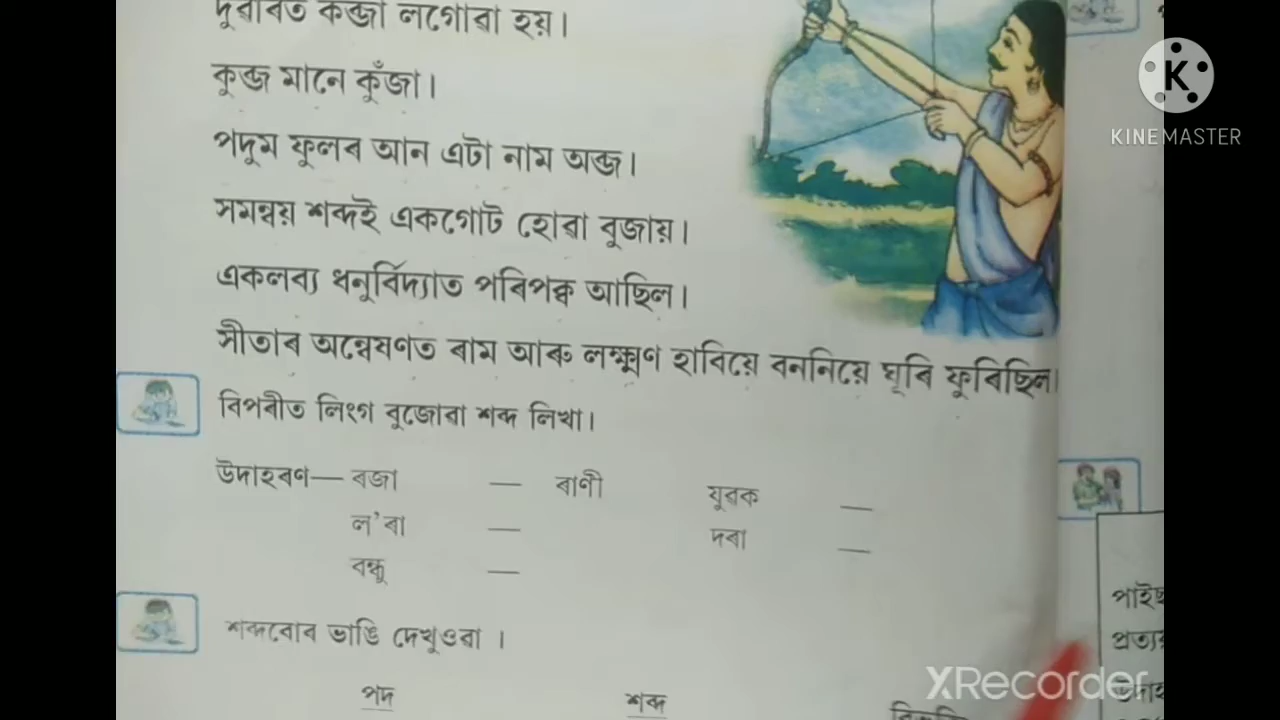 দুৱাৰত কব্জা লগোৱা হয়।
কুব্জ মানে কুঁজা।
পদুম ফুলৰ আন এটা নাম অব্জ।
সমন্বয় শব্দই একগোট হোৱা বুজায়।
একলব্য ধনুৰ্বিদ্যাত পৰিপক্ক আছিল।
সীতাৰ অন্বেষণত ৰাম আৰু লক্ষ্মণ হাবিয়ে বননিয়ে ঘূৰি ফুৰিছিল।
বিপৰীত লিংগ বুজোৱা শব্দ লিখা।
উদাহৰণ— ৰজা — ৰাণী যুৱক —
ল'ৰা — দৰা —
বন্ধু —
শব্দবোৰ ভাঙি দেখুওৱা ।
পদ শব্দ
KINEMASTER
XRecorder